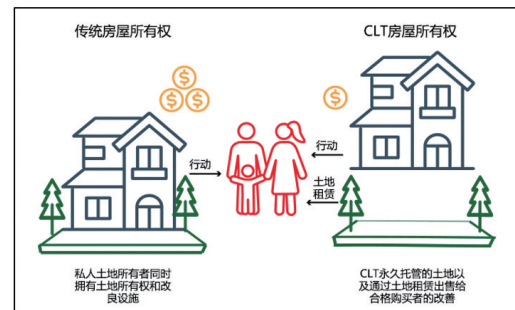 传统房屋所有权
CLT房屋所有权
$
$
$
$
行动
行动
土地
租赁
私人土地所有者同时
拥有土地所有权和改
良设施
CLT永久托管的土地以
及通过土地租赁出售给
合格购买者的改善